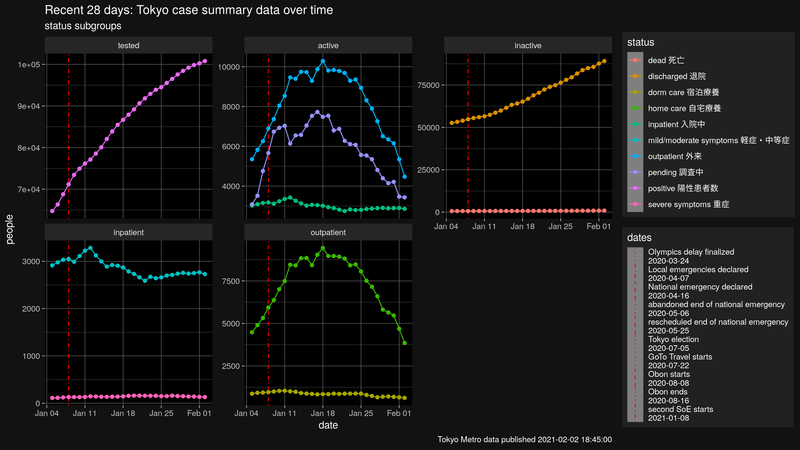 Recent 28 days: Tokyo case summary data over time
status subgroups
tested
active
inactive
1e+05
9e+04
8e+04
7e+04
10000
8000
6000
4000
75000
50000
25000
0
Jan 04
Jan 11
Jan 18
Jan 25
Feb 01
people
inpatient
outpatient
3000
2000
1000
0
7500
5000
2500
Jan 04
Jan 11
Jan 18
Jan 25
Feb 01
Jan 04
Jan 11
Jan 18
Jan 25
Feb 01
date
status
dead 死亡
discharged 退院
dorm care 宿泊療養
home care 自宅療養
inpatient 入院中
mild/moderate symptoms 軽症・中等症
outpatient 外来
pending 調査中
positive 陽性患者数
severe symptoms 重症
dates
Olympics delay finalized
2020-03-24
Local emergencies declared
2020-04-07
National emergency declared
2020-04-16
abandoned end of national emergency
2020-05-06
rescheduled end of national emergency
2020-05-25
Tokyo election
2020-07-05
GoTo Travel starts
2020-07-22
Obon starts
2020-08-08
Obon ends
2020-08-16
second SoE starts
2021-01-08
Tokyo Metro data published 2021-02-02 18:45:00